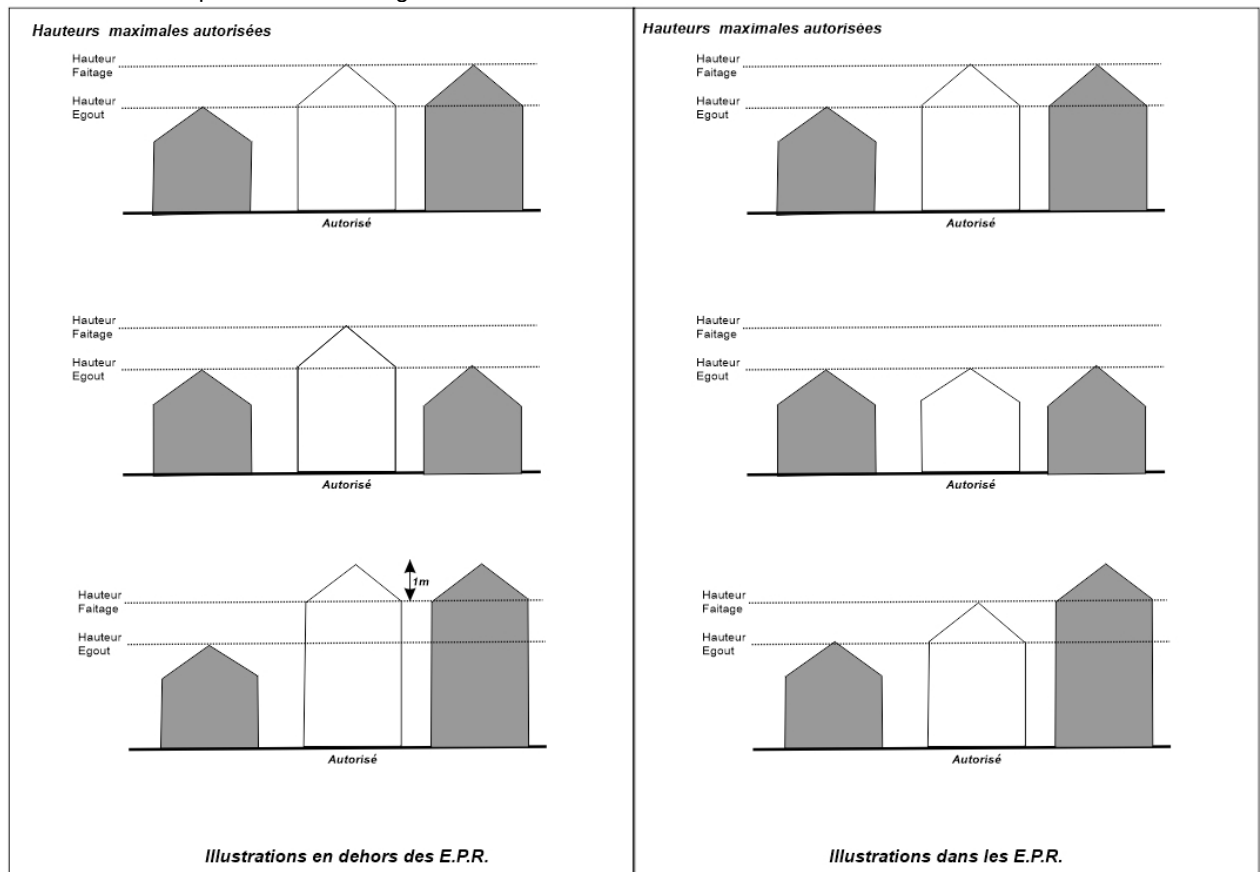 Hauteurs maximales autorisées
Hauteur
Faitage
Hauteur
Egout
Autorisé
Hauteur
Faitage
Hauteur
Egout
Autorisé
1m
Hauteur
Faitage
Hauteur
Egout
Autorisé
Illustrations en dehors des E.P.R.
Hauteurs maximales autorisées
Hauteur
Faitage
Hauteur
Egout
Autorisé
Hauteur
Faitage
Hauteur
Egout
Autorisé
Hauteur
Faitage
Hauteur
Egout
Autorisé
Illustrations dans les E.P.R.